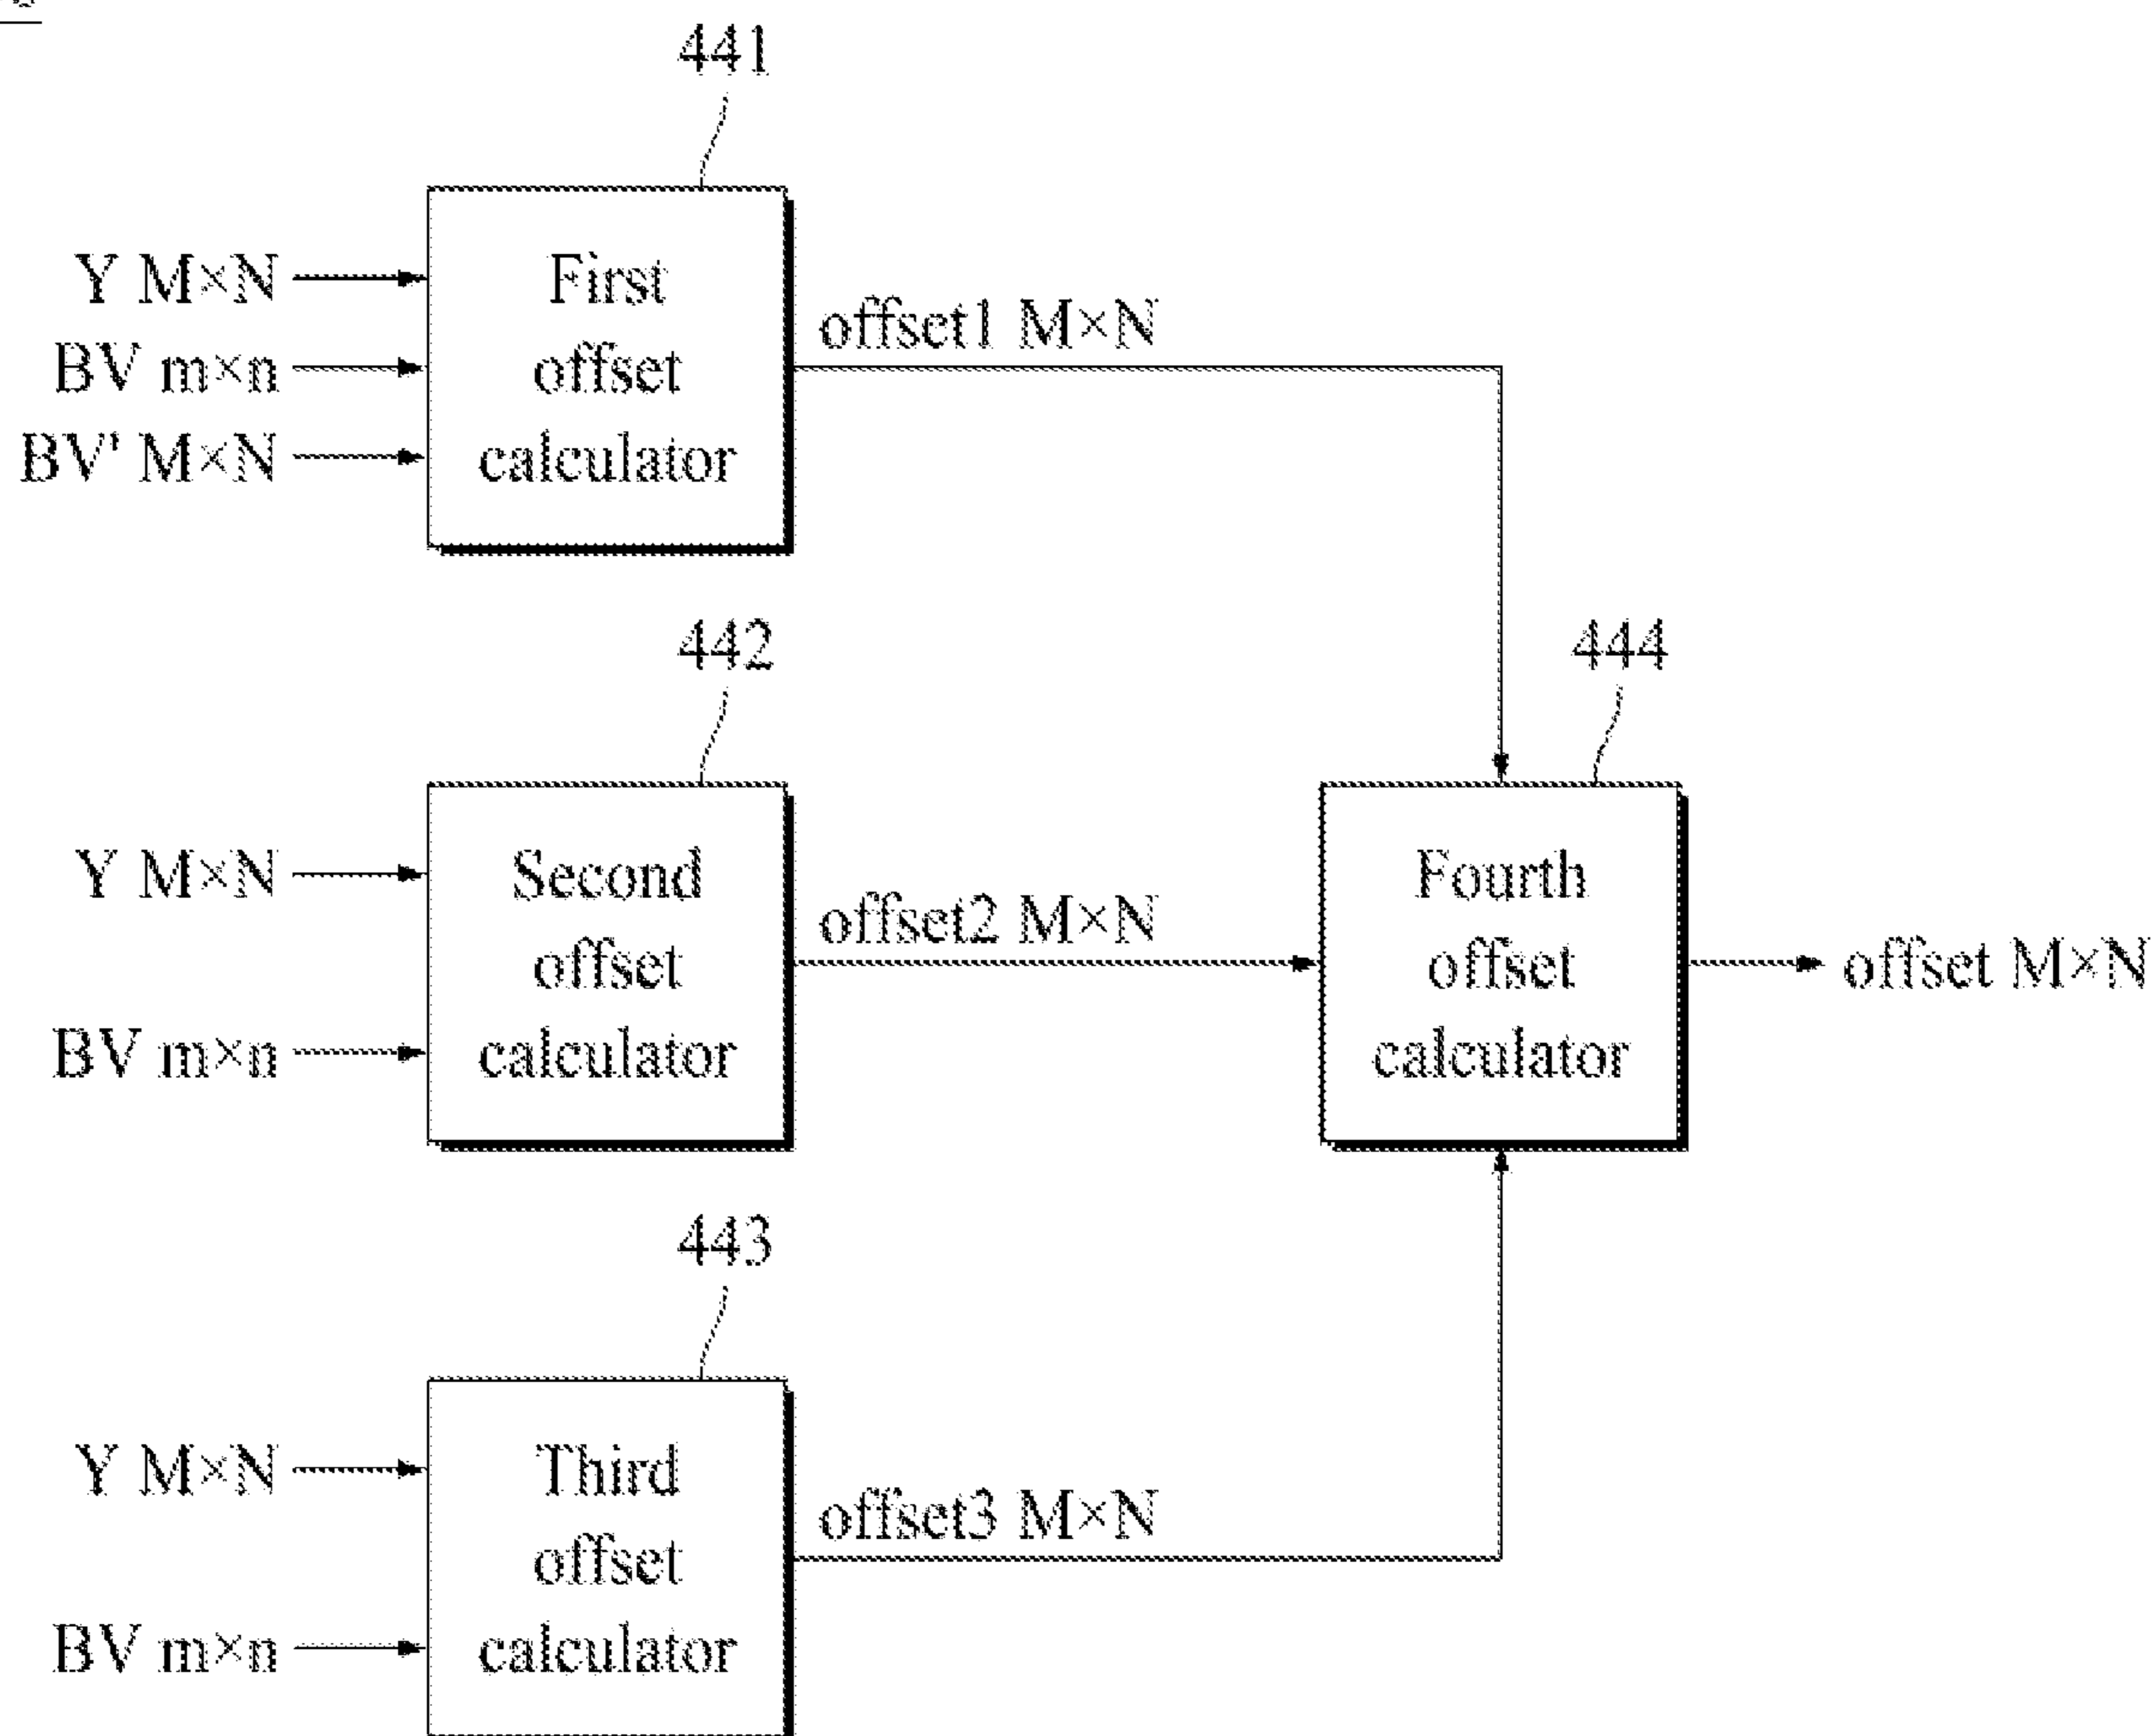 441
Y M×N
BV m×n
BV' M×N
First
offset
calculator
offset1 M×N
442
444
Y M×N
BV m×n
Second
offset
calculator
offset2 M×N
Fourth
offset
calculator
offset M×N
443
Y M×N
BV m×n
Third
offset
calculator
offset3 M×N